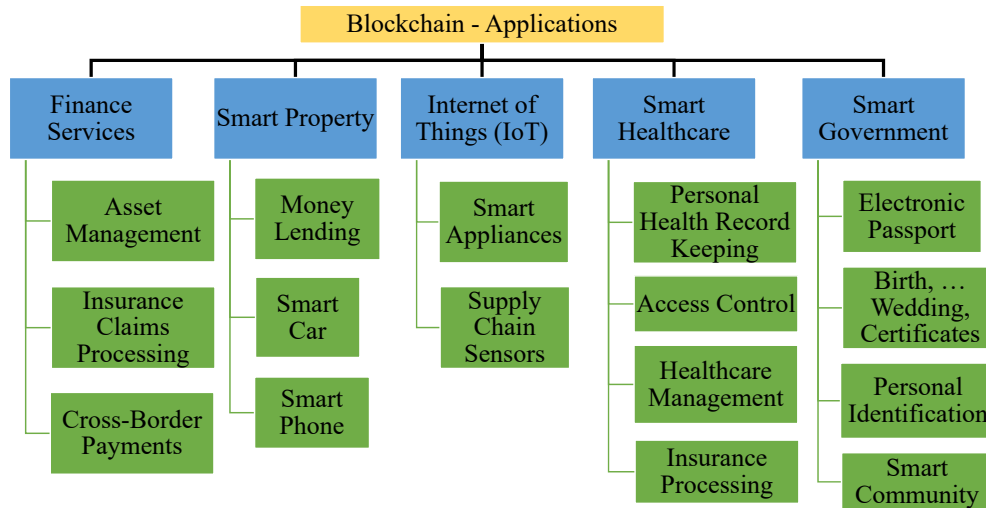 Blockchain - Applications
Finance
Services
Asset
Management
Insurance
Claims
Processing
Cross-Border
Payments
Smart Property
Money
Lending
Smart
Car
Smart
Phone
Internet of
Things (IoT)
Smart
Appliances
Supply
Chain
Sensors
Smart
Healthcare
Personal
Health Record
Keeping
Access Control
Healthcare
Management
Insurance
Processing
Smart
Government
Electronic
Passport
Birth, …
Wedding,
Certificates
Personal
Identification
Smart
Community